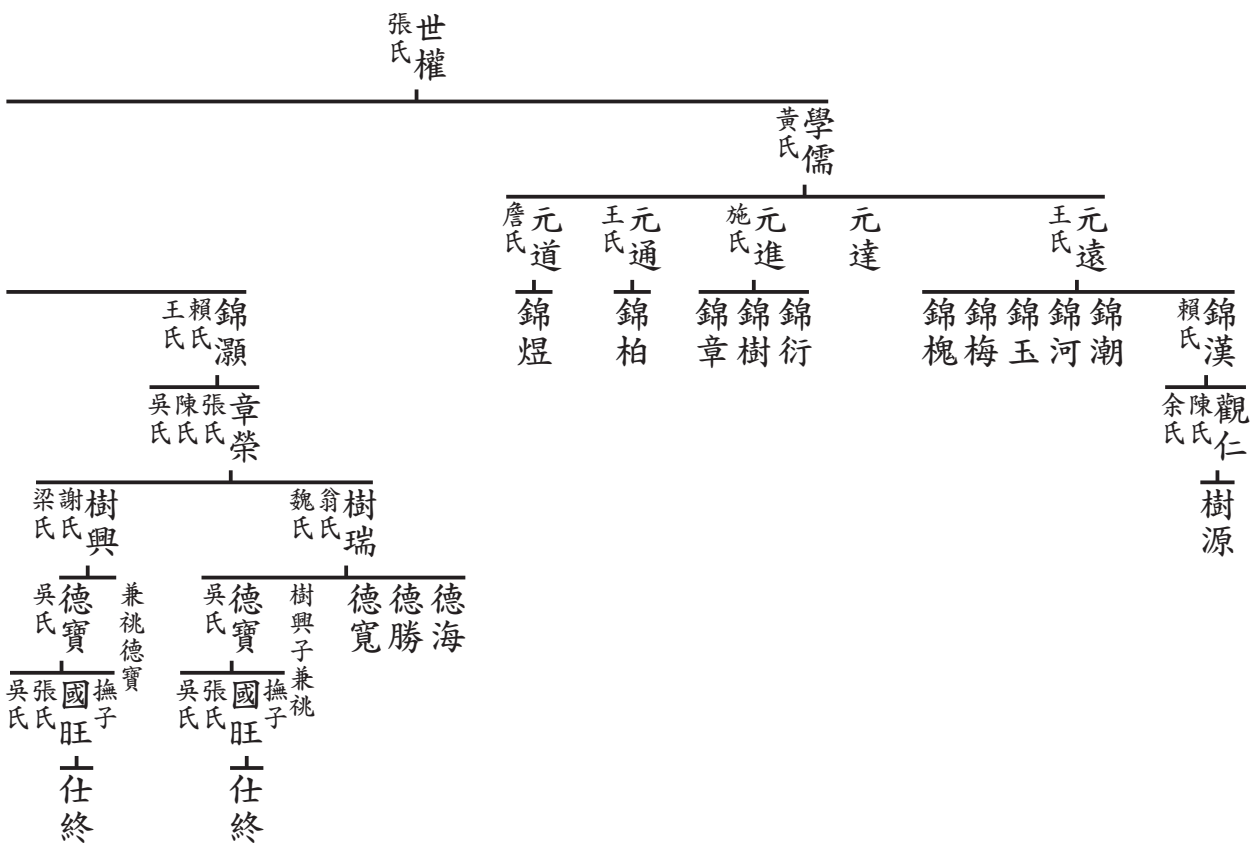 世權
張氏
學儒
黃氏
元遠
王氏
元達
元進
施氏
元通
王氏
元道
詹氏
錦漢
賴氏
錦潮
錦河
錦玉
錦梅
錦槐
錦衍
錦樹
錦章
錦柏
錦煜
錦灝
賴氏
王氏
觀仁
陳氏
余氏
章榮
張氏
陳氏
吳氏
樹源
樹瑞
翁氏
魏氏
樹興
謝氏
梁氏
德海
德勝
德寬
樹興子兼祧
德寶
吳氏
兼祧德寶
德寶
吳氏
撫子
國旺
張氏
吳氏
撫子
國旺
張氏
吳氏
仕終
仕終